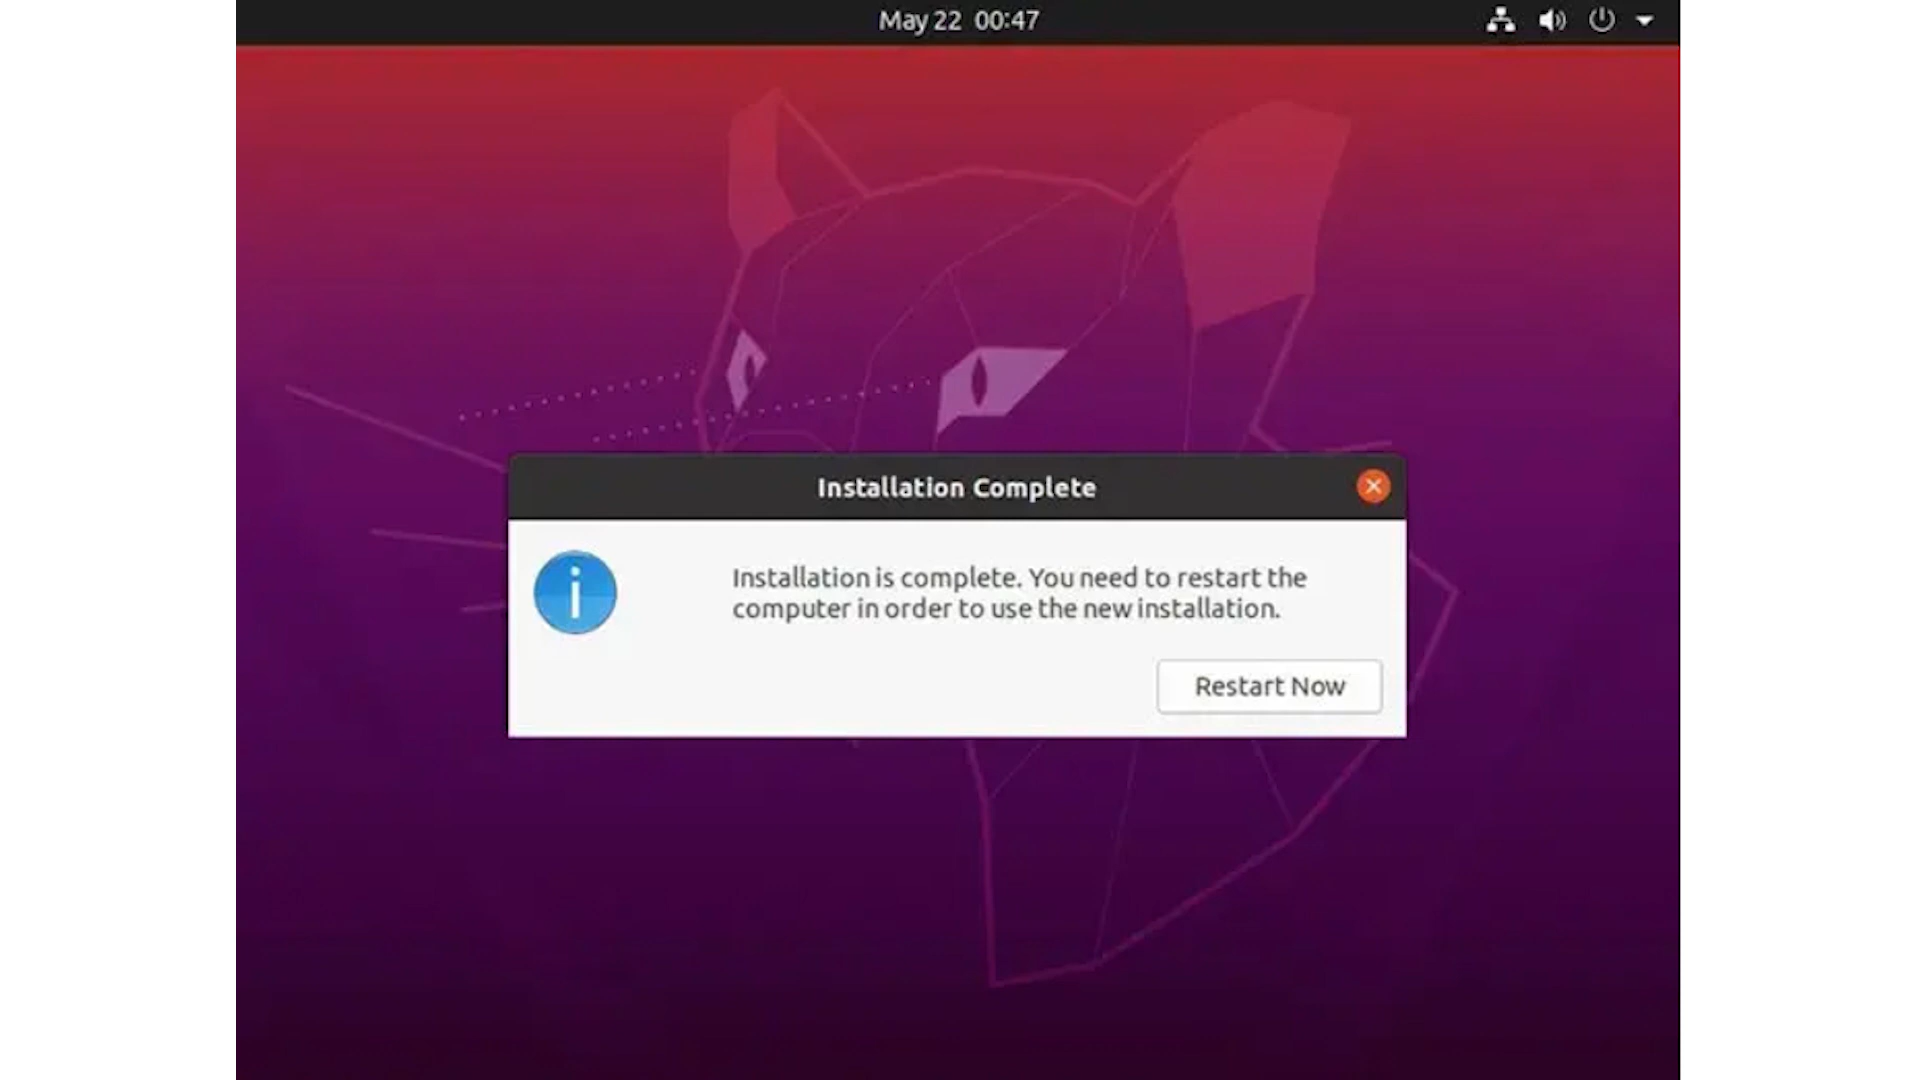 May 22 00:47
Installation Complete
Installation is complete. You need to restart the
computer in order to use the new installation.
Restart Now